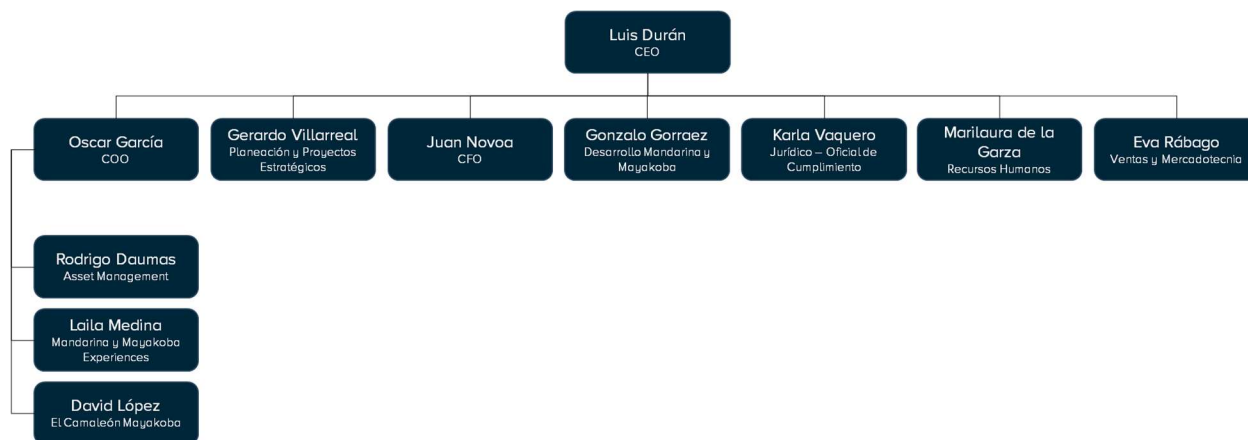 Luis Durán
CEO
Oscar García
COO
Gerardo Villarreal
Planeación y Proyectos
Estratégicos
Juan Novoa
CFO
Gonzalo Gorraez
Desarrollo Mandarina y
Mayakoba
Karla Vaquero
Jurídico – Oficial de
Cumplimiento
Marilaura de la
Garza
Recursos Humanos
Eva Rábago
Ventas y Mercadotecnia
Rodrigo Daumas
Asset Management
Laila Medina
Mandarina y Mayakoba
Experiences
David López
El Camaleón Mayakoba